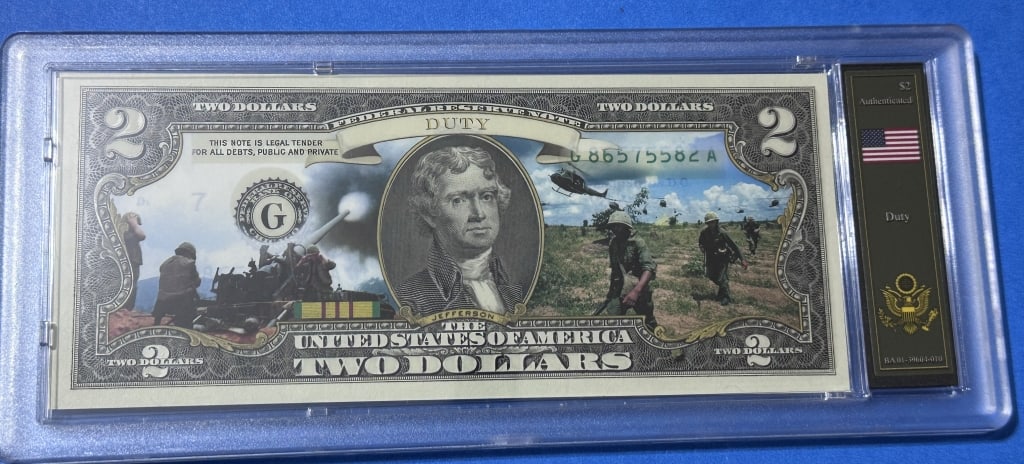 TWO DOLLARS
FEDERAL RESERVE NOTE
TWO DOLLARS
2
DUTY
2
THIS NOTE IS LEGAL TENDER
FOR ALL DEBTS, PUBLIC AND PRIVATE
G 86575582 A
7
G
JEFFERSON
THE
UNITED STATES OF AMERICA
TWO DOLLARS
2
TWO DOLLARS
2
TWO DOLLARS
$2
Authenticated
Duty